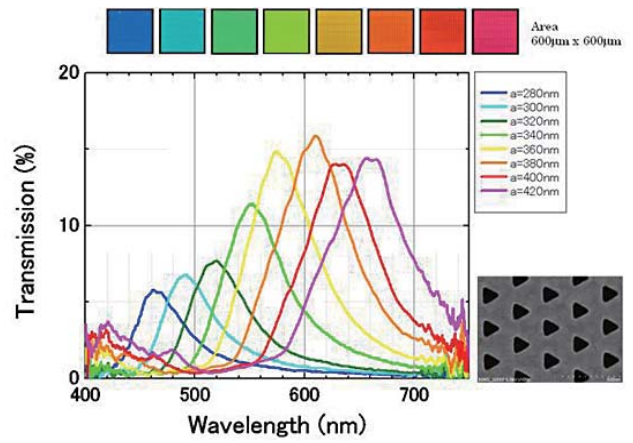 Area
600μm x 600μm
20
10
0
Transmission (%)
400
500
600
700
Wavelength (nm)
a=280nm
a=300nm
a=320nm
a=340nm
a=360nm
a=380nm
a=400nm
a=420nm